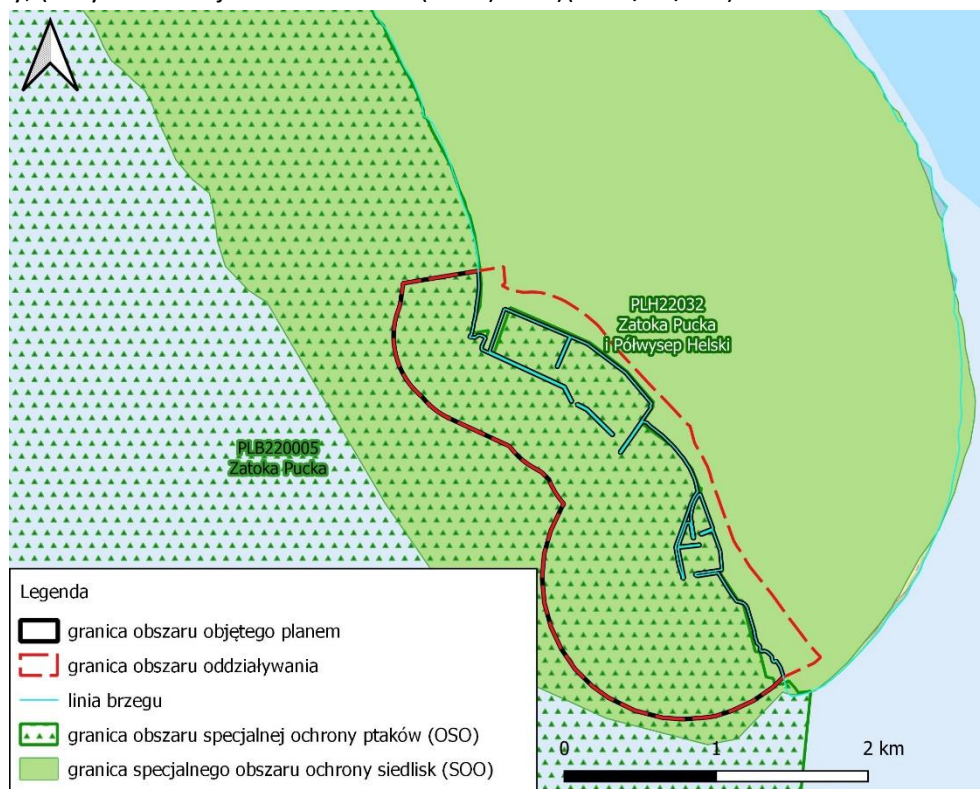 PLH22032
Zatoka Pucka
i Półwysep Helski
PLB220005
Zatoka Pucka
Legenda
granica obszaru objętego planem
granica obszaru oddziaływania
linia brzegu
granica obszaru specjalnej ochrony ptaków (OSO)
granica specjalnego obszaru ochrony siedlisk (SOO)
0 1 2 km